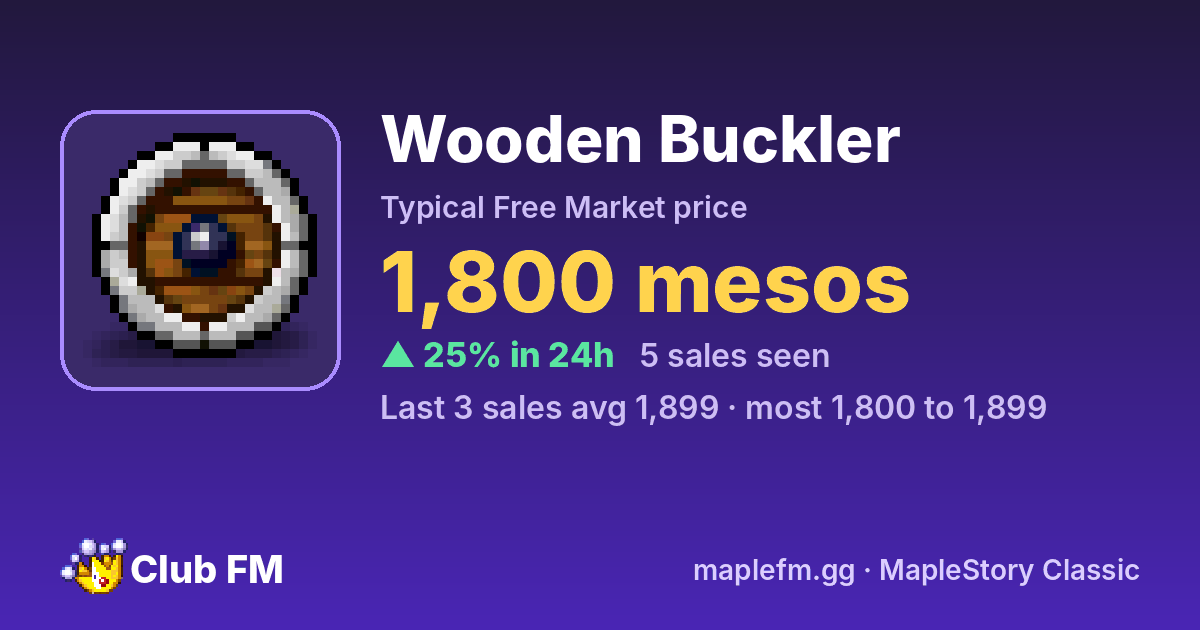 Wooden Buckler
Typical Free Market price
1,800 mesos
▲ 25% in 24h 5 sales seen
Last 3 sales avg 1,899 · most 1,800 to 1,899
Club FM
maplefm.gg · MapleStory Classic